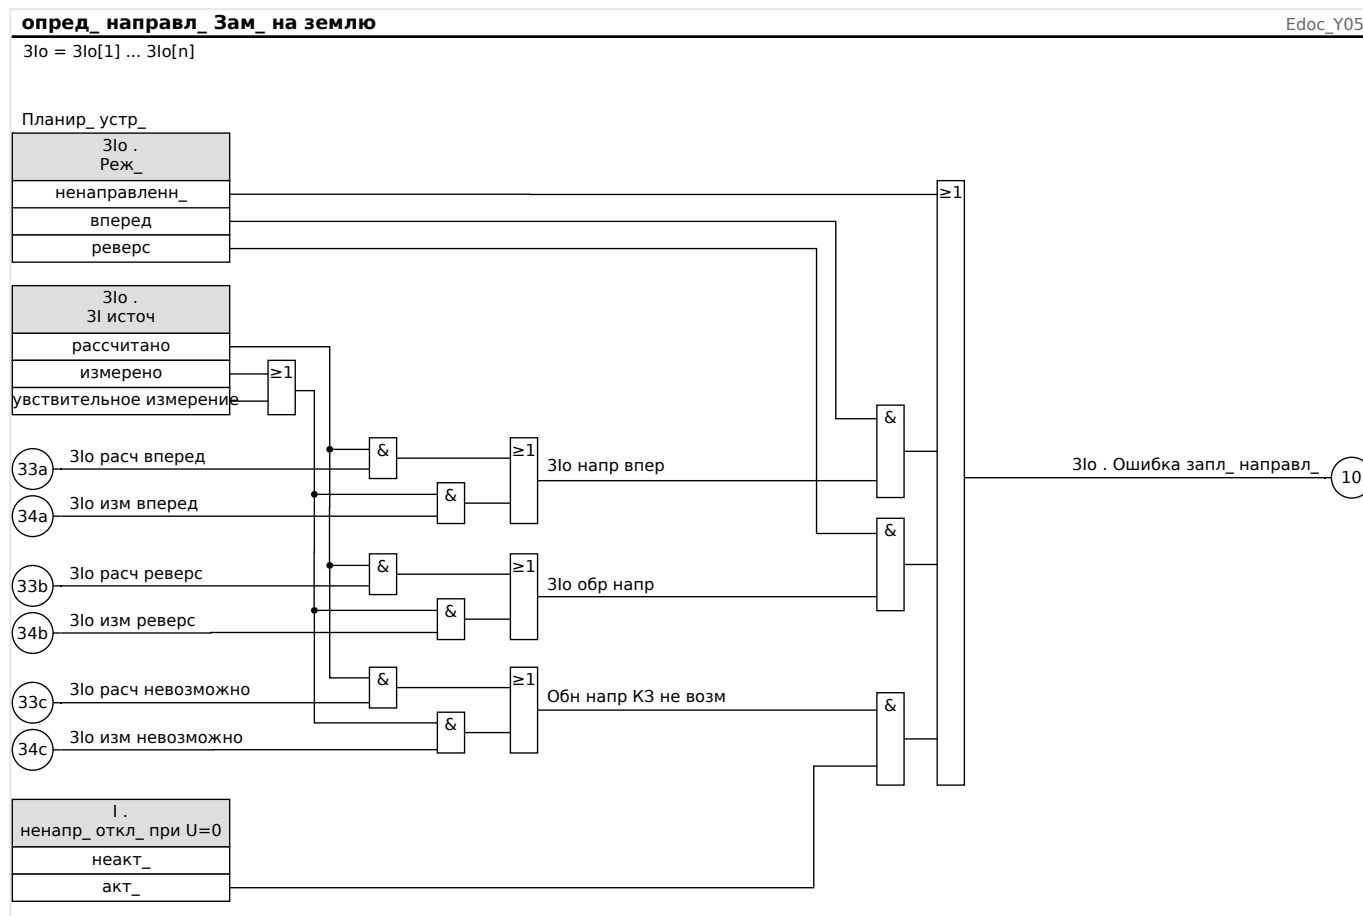 опред_ направл_ Зам_ на землю
Edoc_Y05
3Io = 3Io[1] ... 3Io[n]
Планир_ устр_
3Io .
Реж_
ненаправленн_
вперед
реверс
≥1
3Io .
3I источ
рассчитано
измерено
увствительное измерение
≥1
&
33a
3Io расч вперед
&
≥1
3Io напр впер
3Io . Ошибка запл_ направл_
10
34a
3Io изм вперед
&
&
33b
3Io расч реверс
&
≥1
3Io обр напр
34b
3Io изм реверс
&
33c
3Io расч невозможно
&
≥1
Обн напр КЗ не возм
&
34c
3Io изм невозможно
&
I .
ненапр_ откл_ при U=0
неакт_
акт_